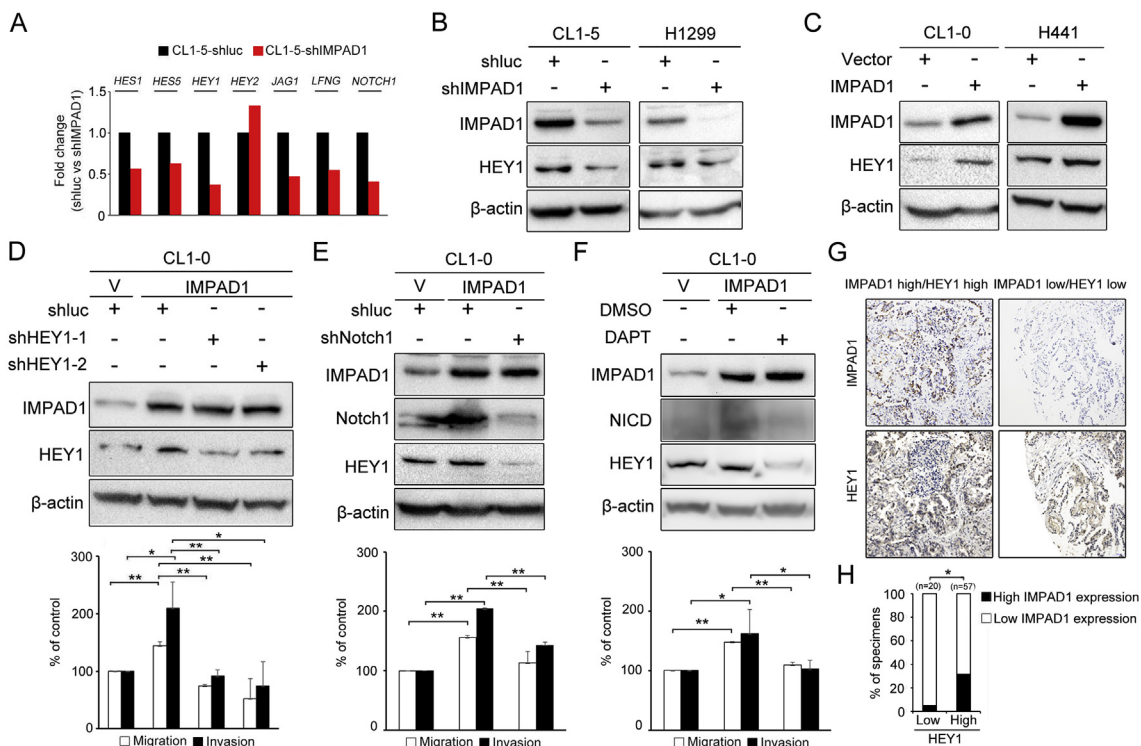 A
CL1-5-shluc CL1-5-shIMPAD1
HES1 HES5 HEY1 HEY2 JAG1 LFNG NOTCH1
Fold change
(shluc vs shIMPAD1)
1.5
1.0
0.5
0
B
CL1-5 H1299
shluc + - + -
shIMPAD1 - + - +
IMPAD1
HEY1
β-actin
C
CL1-0 H441
Vector + - + -
IMPAD1 - + - +
IMPAD1
HEY1
β-actin
D
CL1-0
V IMPAD1
shluc + + - -
shHEY1-1 - - + -
shHEY1-2 - - - +
IMPAD1
HEY1
β-actin
% of control
300
200
100
0
* ** * ** ** **
Migration Invasion
E
CL1-0
V IMPAD1
shluc + + -
shNotch1 - - +
IMPAD1
Notch1
HEY1
β-actin
% of control
300
200
100
0
** ** ** **
Migration Invasion
F
CL1-0
V IMPAD1
DMSO - + -
DAPT - - +
IMPAD1
NICD
HEY1
β-actin
% of control
300
200
100
0
** * ** *
Migration Invasion
G
IMPAD1 high/HEY1 high IMPAD1 low/HEY1 low
IMPAD1
HEY1
H
*
(n=20) (n=57)
High IMPAD1 expression
Low IMPAD1 expression
% of specimens
100
80
60
40
20
0
Low High
HEY1